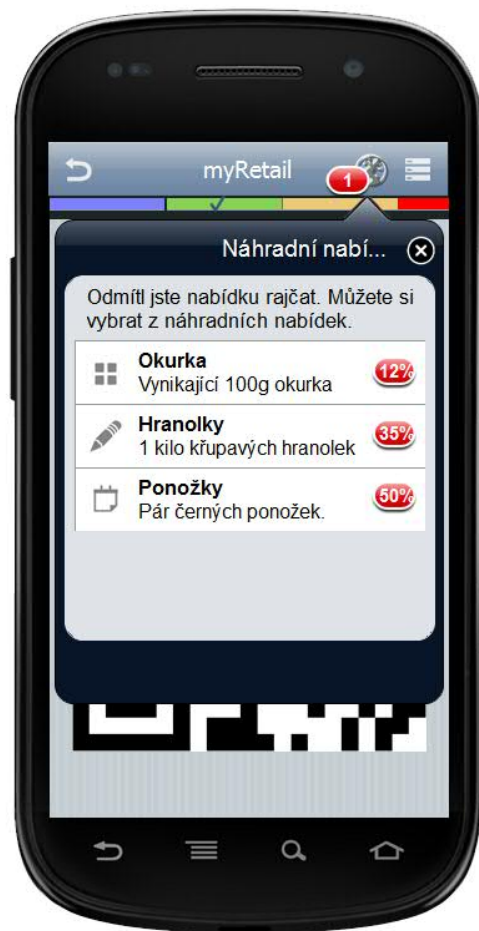 myRetail
1
Náhradní nabí...
Odmítl jste nabídku rajčat. Můžete si
vybrat z náhradních nabídek.
Okurka
Vynikající 100g okurka
12%
Hranolky
1 kilo křupavých hranolek
35%
Ponožky
Pár černých ponožek.
50%